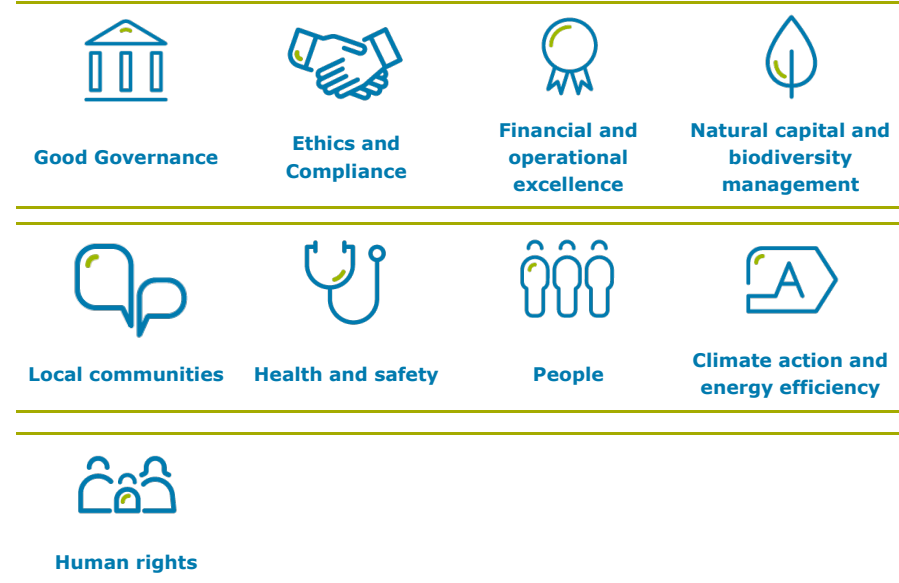 Good Governance
Ethics and
Compliance
Financial and
operational
excellence
Natural capital and
biodiversity
management
Local communities
Health and safety
People
A
Climate action and
energy efficiency
Human rights